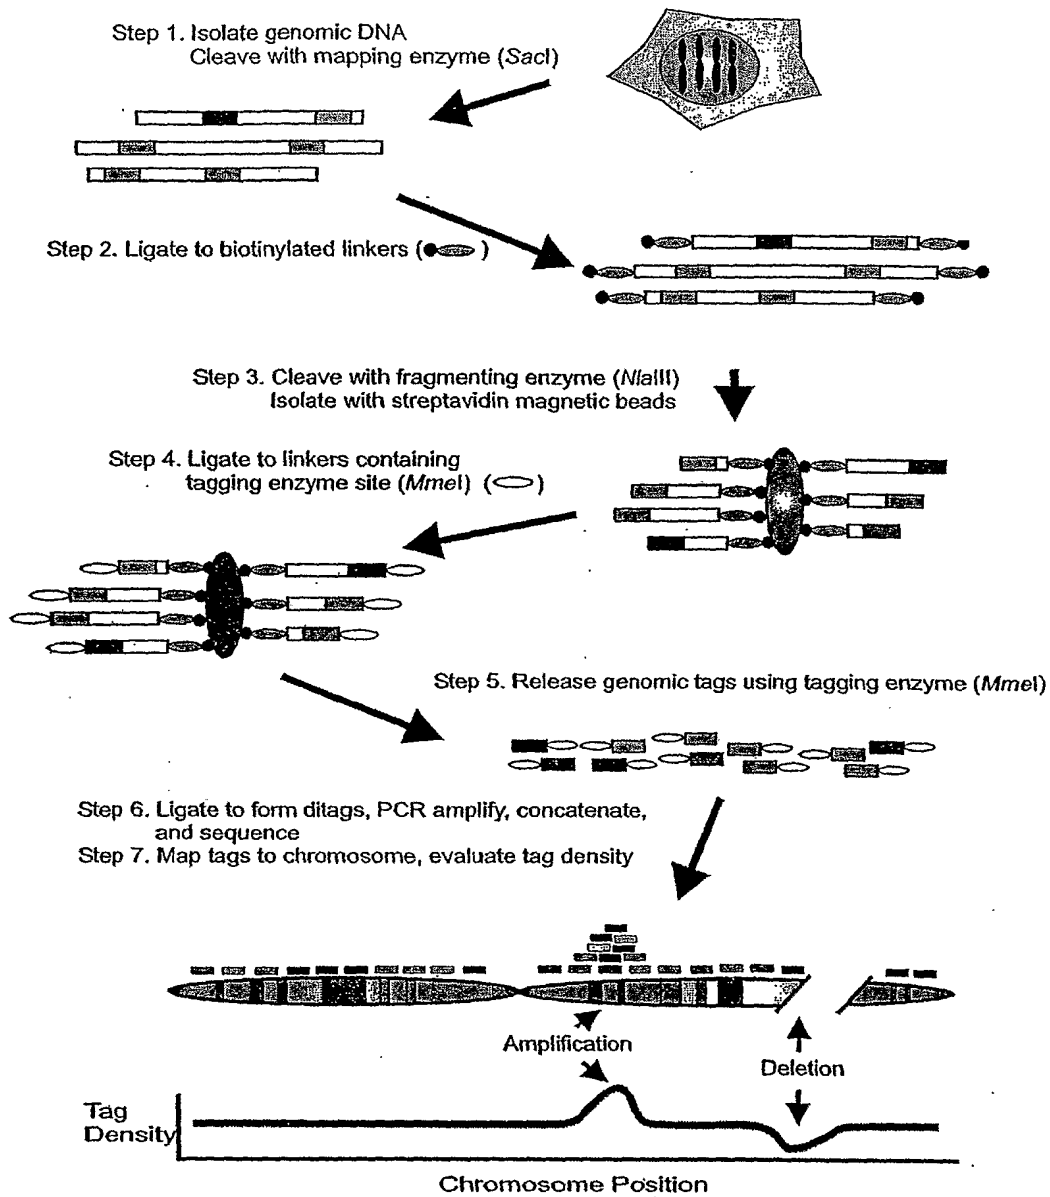 Step 1. Isolate genomic DNA
Cleave with mapping enzyme (SacI)
Step 2. Ligate to biotinylated linkers ( )
Step 3. Cleave with fragmenting enzyme (NlaIII)
Isolate with streptavidin magnetic beads
Step 4. Ligate to linkers containing
tagging enzyme site (MmeI) ( )
Step 5. Release genomic tags using tagging enzyme (MmeI)
Step 6. Ligate to form ditags, PCR amplify, concatenate,
and sequence
Step 7. Map tags to chromosome, evaluate tag density
Amplification
Deletion
Tag
Density
Chromosome Position